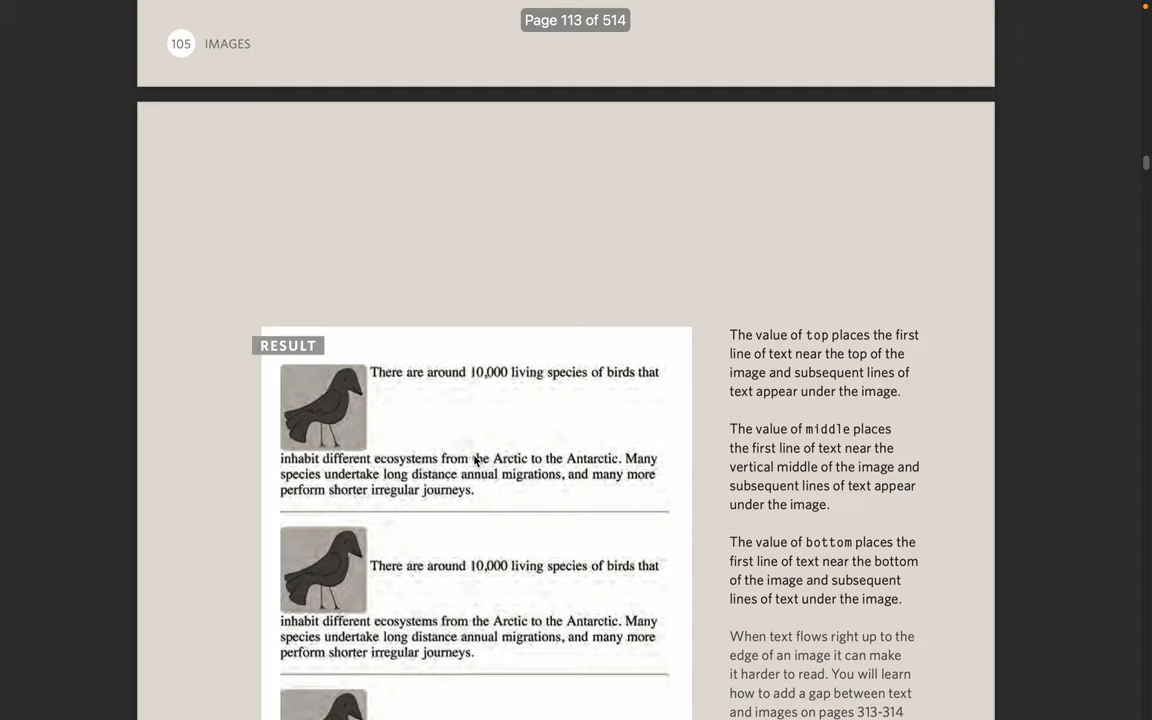 Page 113 of 514
105 IMAGES
RESULT
There are around 10,000 living species of birds that
inhabit different ecosystems from the Arctic to the Antarctic. Many
species undertake long distance annual migrations, and many more
perform shorter irregular journeys.
There are around 10,000 living species of birds that
inhabit different ecosystems from the Arctic to the Antarctic. Many
species undertake long distance annual migrations, and many more
perform shorter irregular journeys.
The value of top places the first
line of text near the top of the
image and subsequent lines of
text appear under the image.
The value of middle places
the first line of text near the
vertical middle of the image and
subsequent lines of text appear
under the image.
The value of bottom places the
first line of text near the bottom
of the image and subsequent
lines of text under the image.
When text flows right up to the
edge of an image it can make
it harder to read. You will learn
how to add a gap between text
and images on pages 313-314